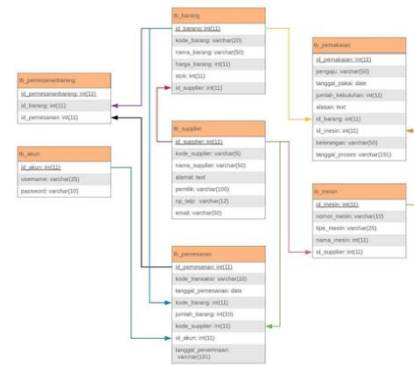 tb_barang
id_barang: int(11)
kode_barang: varchar(20)
nama_barang: varchar(50)
harga_barang: int(11)
stok: int(11)
id_supplier: int(11)
tb_pemakaian
id_pemakaian: int(11)
pengaju: varchar(50)
tanggal_pakai: date
jumlah_kebutuhan: int(11)
alasan: text
id_barang: int(11)
id_mesin: int(11)
keterangan: varchar(50)
tanggal_proses: varchar(151)
tb_pemesananbarang
id_pemesananbarang: int(11)
id_barang: int(11)
id_pemesanan: int(11)
tb_supplier
id_supplier: int(11)
kode_supplier: varchar(5)
nama_supplier: varchar(50)
alamat: text
pemilik: varchar(100)
no_telp: varchar(12)
email: varchar(50)
tb_akun
id_akun: int(11)
username: varchar(25)
password: varchar(10)
tb_mesin
id_mesin: int(11)
nomor_mesin: varchar(10)
tipe_mesin: varchar(25)
nama_mesin: int(11)
id_supplier: int(11)
tb_pemesanan
id_pemesanan: int(11)
kode_transaksi: varchar(10)
tanggal_pemesanan: date
kode_barang: int(11)
jumlah_barang: int(10)
kode_supplier: int(11)
id_akun: int(11)
tanggal_penerimaan
varchar(151)